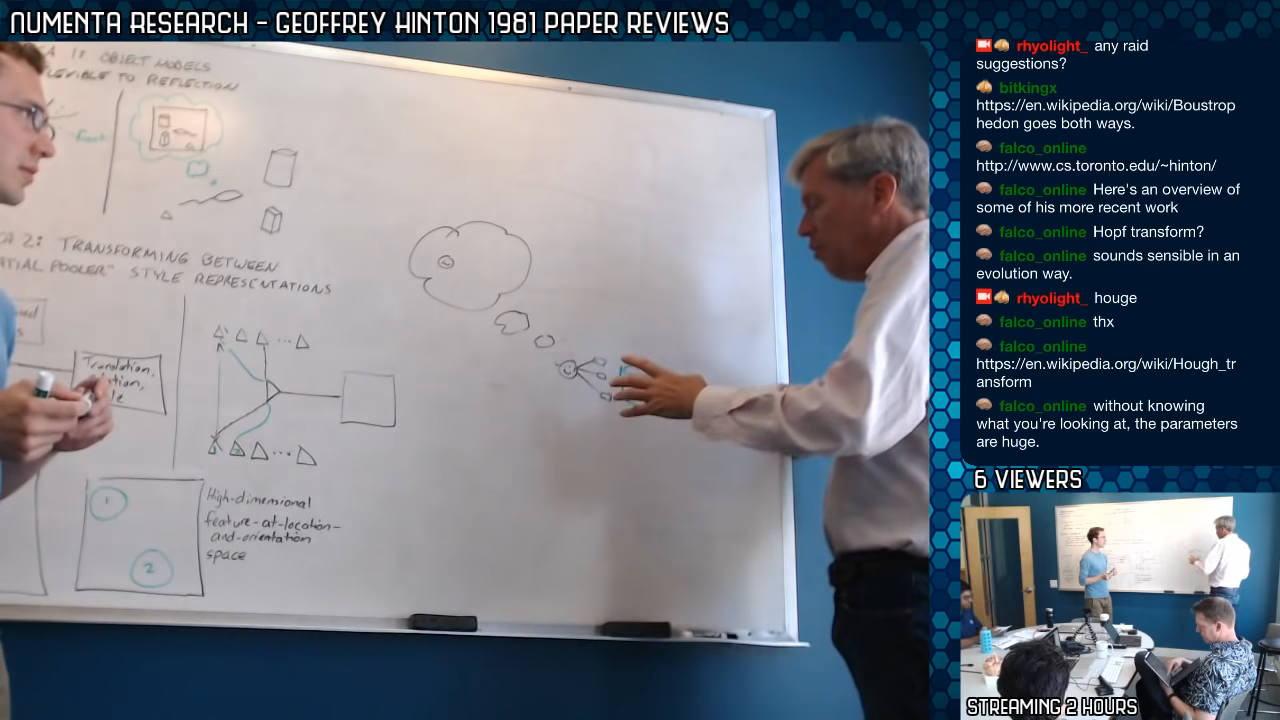 NUMENTA RESEARCH - GEOFFREY HINTON 1981 PAPER REVIEWS
1: OBJECT MODELS
TO REFLECTION
2: TRANSFORMING BETWEEN
POOLER" STYLE REPRESENTATIONS
Translation,
1
2
High-dimensional
feature-at-location-
and-orientation
space
rhyolight_ any raid
suggestions?
bitkingx
https://en.wikipedia.org/wiki/Boustrop
hedon goes both ways.
falco_online
http://www.cs.toronto.edu/~hinton/
falco_online Here's an overview of
some of his more recent work
falco_online Hopf transform?
falco_online sounds sensible in an
evolution way.
rhyolight_ houge
falco_online thx
falco_online
https://en.wikipedia.org/wiki/Hough_tr
ansform
falco_online without knowing
what you're looking at, the parameters
are huge.
6 VIEWERS
STREAMING 2 HOURS